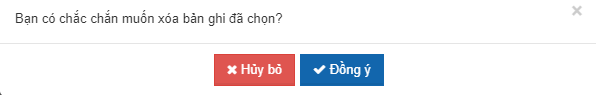 Bạn có chắc chắn muốn xóa bản ghi đã chọn?
Hủy bỏ Đồng ý